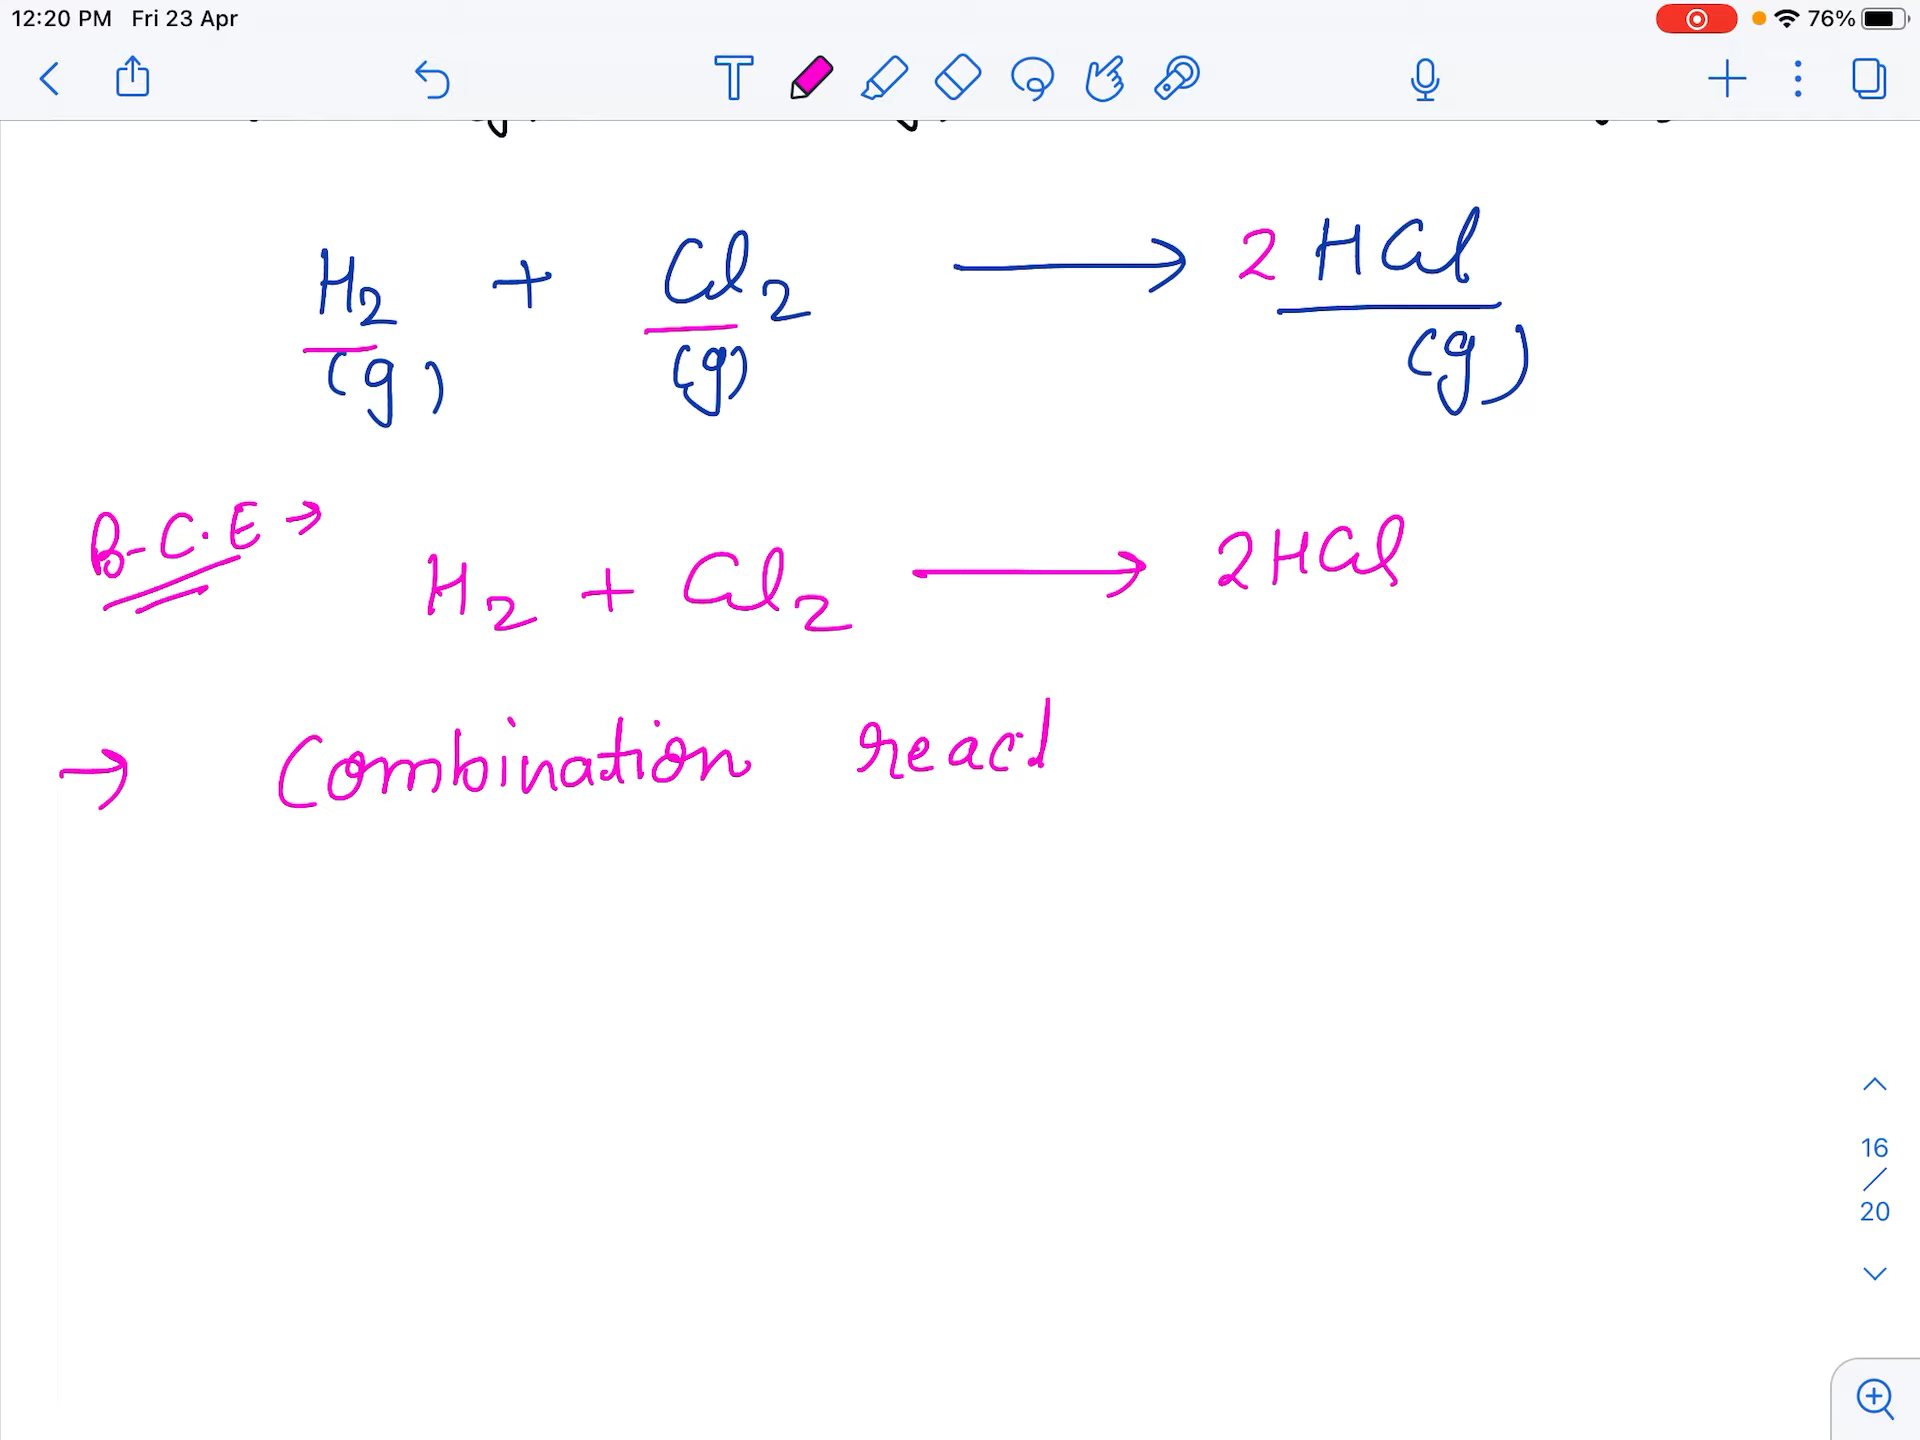 12:20 PM Fri 23 Apr 76%
T
H₂ + Cl₂ ⟶ 2 HCl
(g) (g) (g)
B-C.E →
H₂ + Cl₂ ⟶ 2HCl
→ Combination react
16
/
20